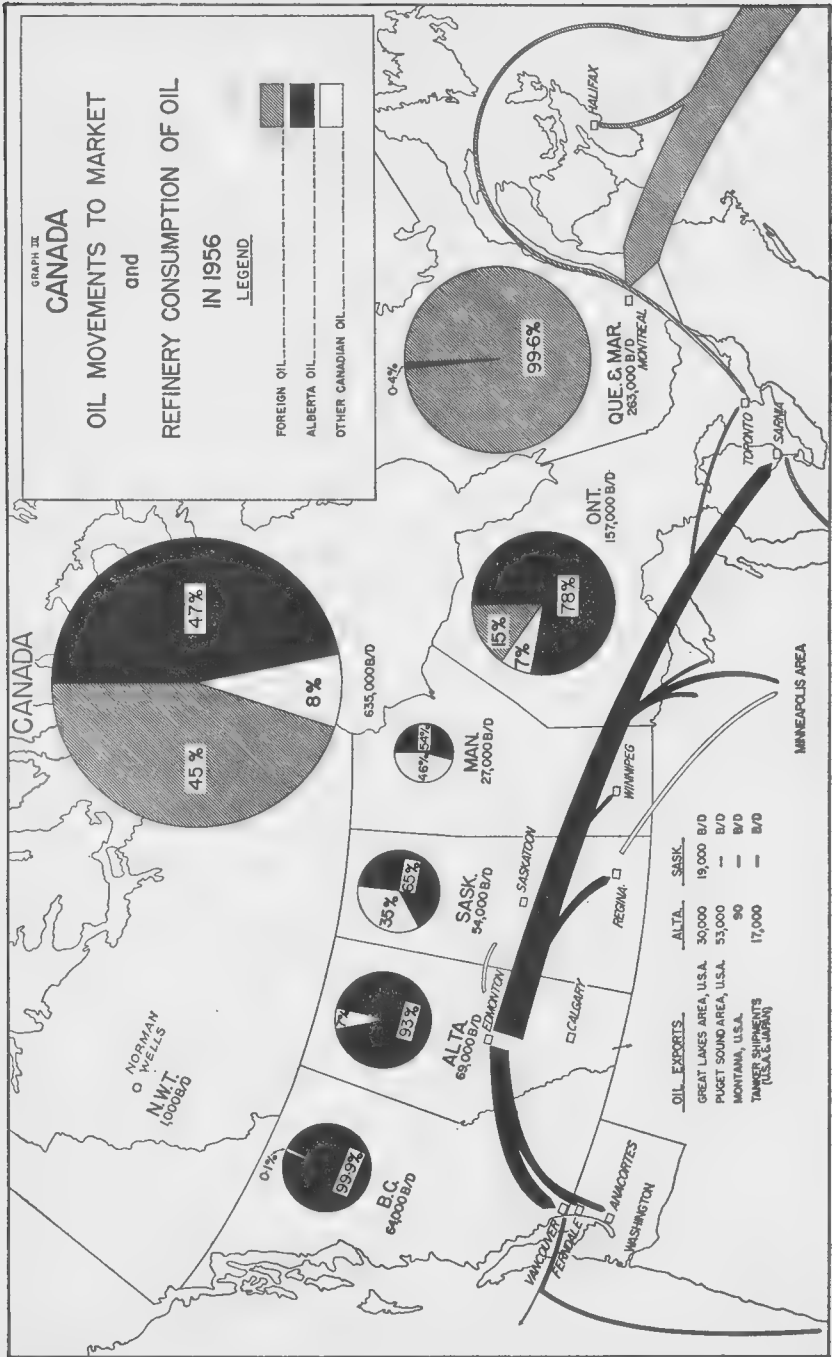 GRAPH III
CANADA
OIL MOVEMENTS TO MARKET
and
REFINERY CONSUMPTION OF OIL
IN 1956
LEGEND
FOREIGN OIL
ALBERTA OIL
OTHER CANADIAN OIL
CANADA
45%
47%
8%
635,000 B/D
NORMAN
WELLS
N.W.T.
1,000 B/D
0·1%
99·9%
B.C.
64,000 B/D
7%
93%
ALTA.
69,000 B/D
35%
65%
SASK.
54,000 B/D
46%
54%
MAN.
27,000 B/D
15%
7%
78%
ONT.
157,000 B/D
0·4%
99·6%
QUE. & MAR.
263,000 B/D
MONTREAL
HALIFAX
TORONTO
SARNIA
EDMONTON
CALGARY
SASKATOON
REGINA
WINNIPEG
VANCOUVER
FERNDALE
ANACORTES
WASHINGTON
MINNEAPOLIS AREA
OIL EXPORTS ALTA. SASK.
GREAT LAKES AREA, U.S.A. 30,000 19,000 B/D
PUGET SOUND AREA, U.S.A. 53,000 -- B/D
MONTANA, U.S.A. 90 — B/D
TANKER SHIPMENTS 17,000 — B/D
(U.S.A. & JAPAN)